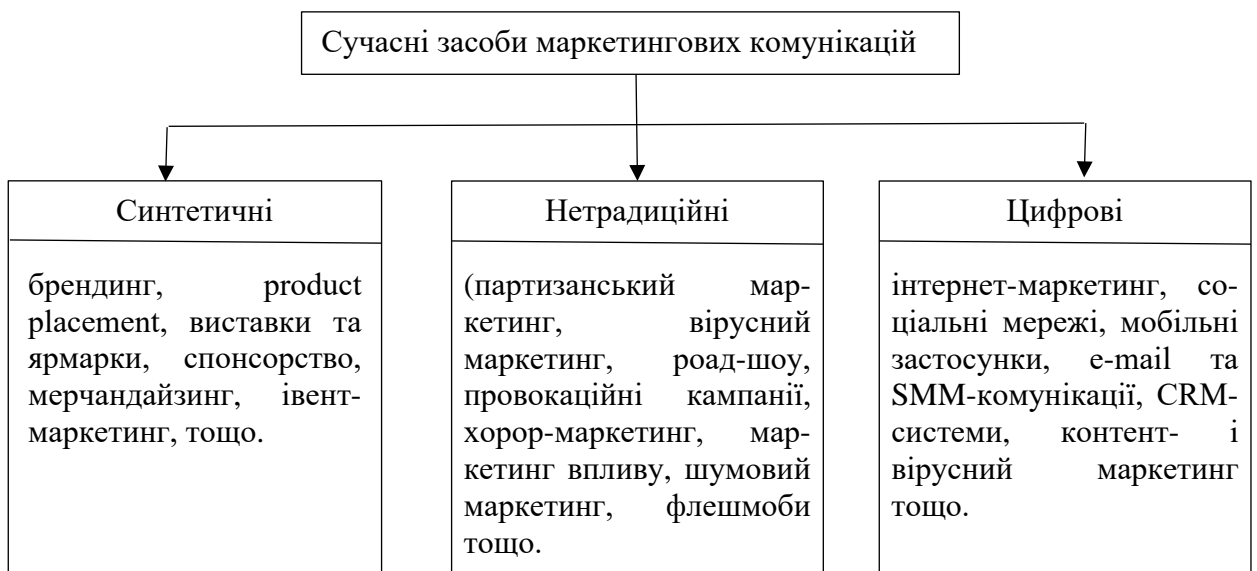 Сучасні засоби маркетингових комунікацій
Синтетичні
брендинг, product
placement, виставки та
ярмарки, спонсорство,
мерчандайзинг, івент-
маркетинг, тощо.
Нетрадиційні
(партизанський мар-
кетинг, вірусний
маркетинг, роад-шоу,
провокаційні кампанії,
хорор-маркетинг, мар-
кетинг впливу, шумовий
маркетинг, флешмоби
тощо.
Цифрові
інтернет-маркетинг, со-
ціальні мережі, мобільні
застосунки, e-mail та
SMM-комунікації, CRM-
системи, контент- і
вірусний маркетинг
тощо.